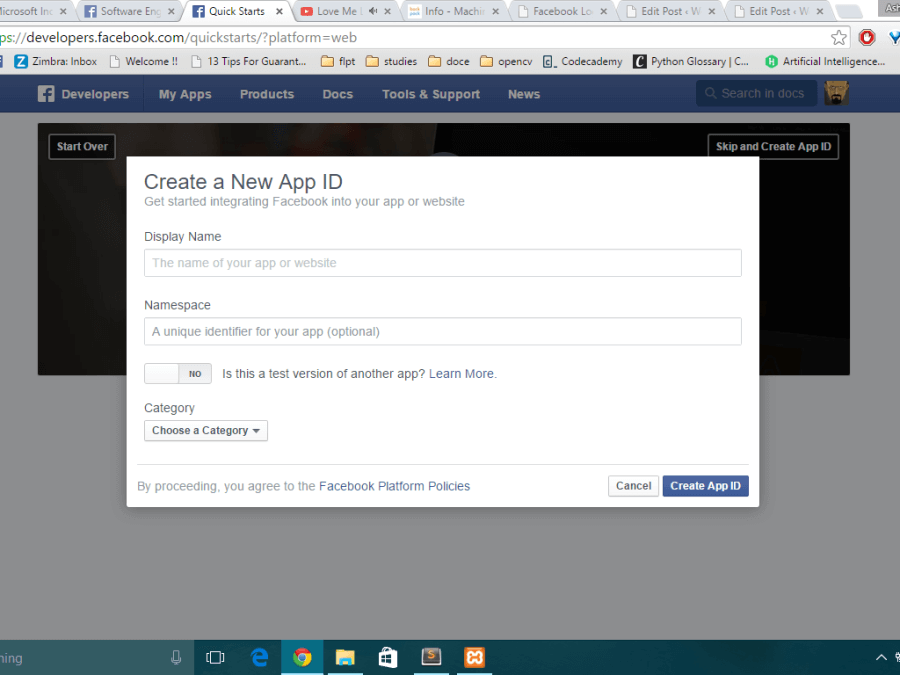 icrosoft In
Software Eng
Quick Starts
Love Me
Info - Machi
Facebook Lo
Edit Post ‹ W
Edit Post ‹ W
Ash
ps://developers.facebook.com/quickstarts/?platform=web
Zimbra: Inbox
Welcome !!
13 Tips For Guarant...
flpt
studies
doce
opencv
Codecademy
Python Glossary | C...
Artificial Intelligence...
Developers
My Apps
Products
Docs
Tools & Support
News
Search in docs
Start Over
Skip and Create App ID
Create a New App ID
Get started integrating Facebook into your app or website
Display Name
The name of your app or website
Namespace
A unique identifier for your app (optional)
NO
Is this a test version of another app? Learn More.
Category
Choose a Category
By proceeding, you agree to the Facebook Platform Policies
Cancel
Create App ID
hing